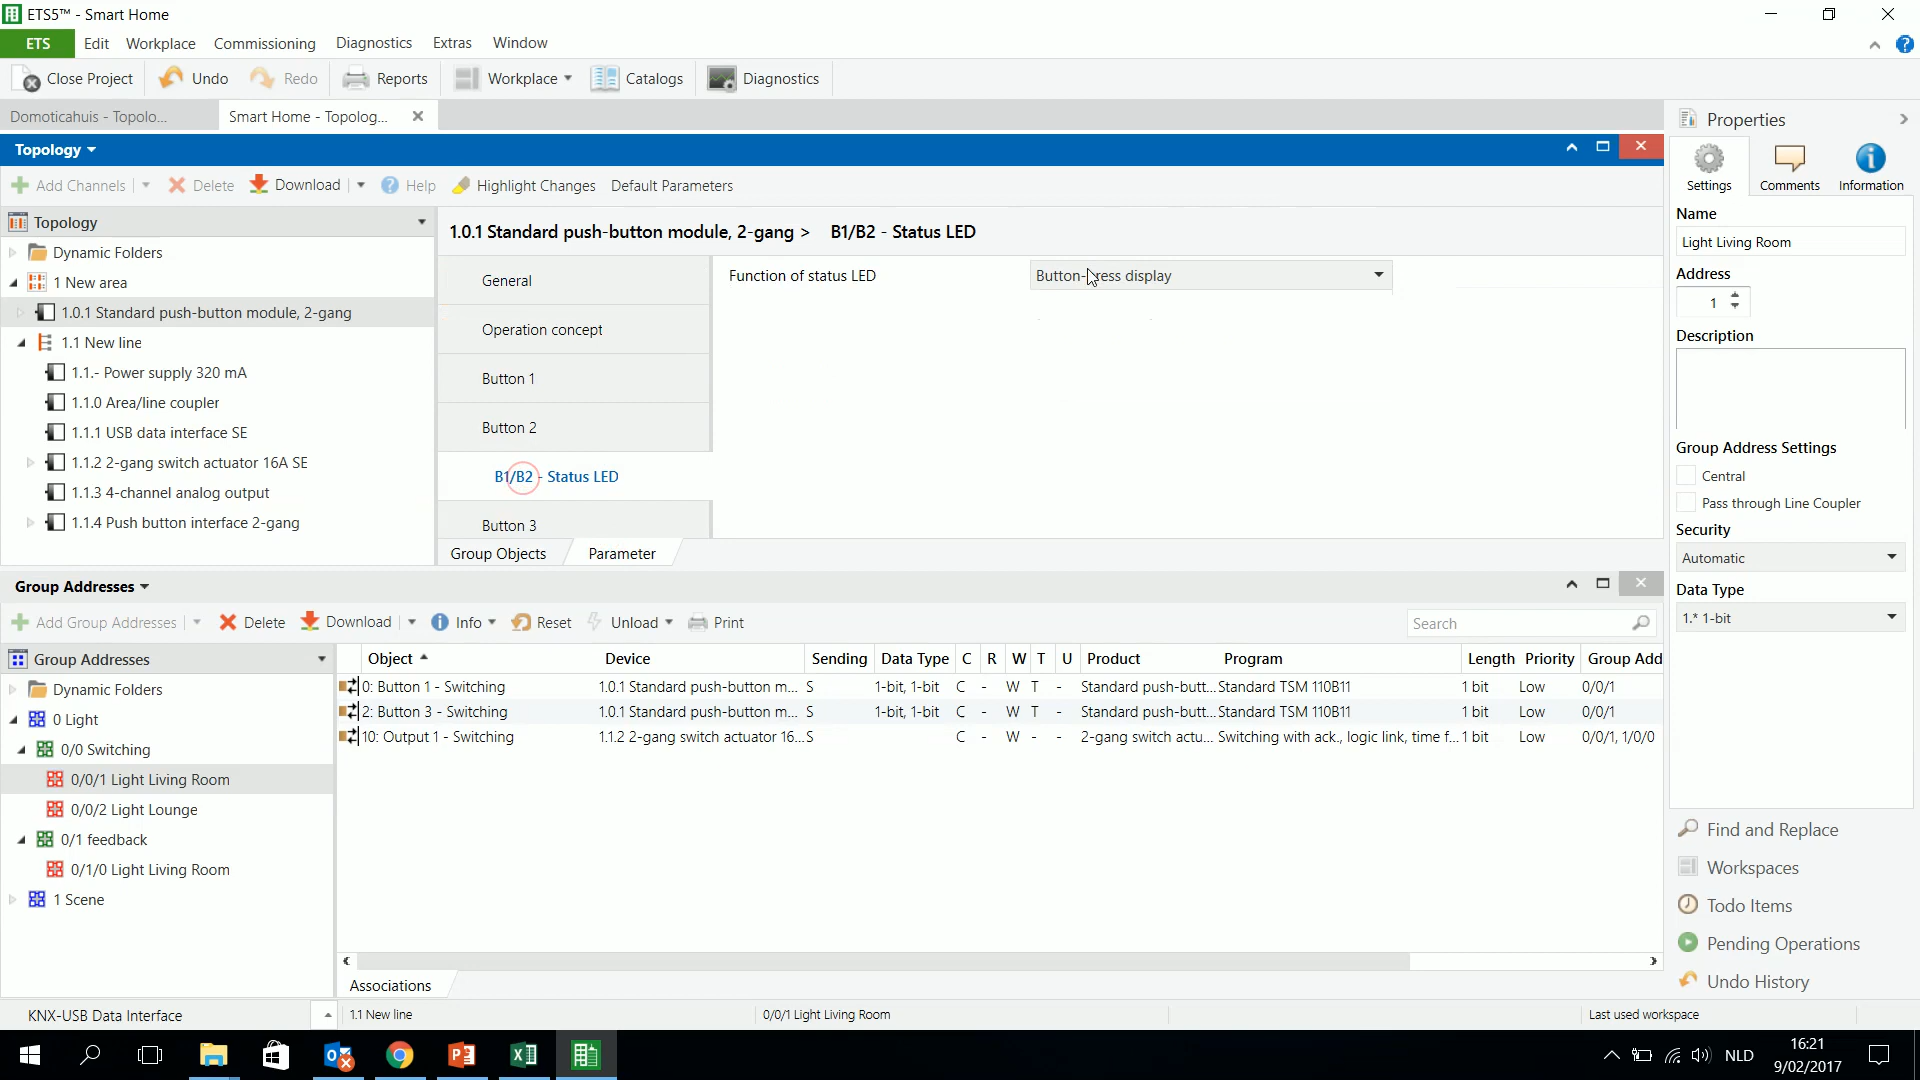 ETS5™ - Smart Home
ETS Edit Workplace Commissioning Diagnostics Extras Window
Close Project Undo Redo Reports Workplace Catalogs Diagnostics
Domoticahuis - Topolo... Smart Home - Topolog...
Topology
Add Channels Delete Download Help Highlight Changes Default Parameters
Topology
Dynamic Folders
1 New area
1.0.1 Standard push-button module, 2-gang
1.1 New line
1.1.- Power supply 320 mA
1.1.0 Area/line coupler
1.1.1 USB data interface SE
1.1.2 2-gang switch actuator 16A SE
1.1.3 4-channel analog output
1.1.4 Push button interface 2-gang
1.0.1 Standard push-button module, 2-gang > B1/B2 - Status LED
General
Operation concept
Button 1
Button 2
B1/B2 - Status LED
Button 3
Function of status LED Button-press display
Group Objects Parameter
Group Addresses
Add Group Addresses Delete Download Info Reset Unload Print Search
Group Addresses
Dynamic Folders
0 Light
0/0 Switching
0/0/1 Light Living Room
0/0/2 Light Lounge
0/1 feedback
0/1/0 Light Living Room
1 Scene
Object Device Sending Data Type C R W T U Product Program Length Priority Group Add
0: Button 1 - Switching 1.0.1 Standard push-button m... S 1-bit, 1-bit C - W T - Standard push-butt... Standard TSM 110B11 1 bit Low 0/0/1
2: Button 3 - Switching 1.0.1 Standard push-button m... S 1-bit, 1-bit C - W T - Standard push-butt... Standard TSM 110B11 1 bit Low 0/0/1
10: Output 1 - Switching 1.1.2 2-gang switch actuator 16... S C - W - - 2-gang switch actu... Switching with ack., logic link, time f... 1 bit Low 0/0/1, 1/0/0
Associations
Properties
Settings Comments Information
Name
Light Living Room
Address
1
Description
Group Address Settings
Central
Pass through Line Coupler
Security
Automatic
Data Type
1.* 1-bit
Find and Replace
Workspaces
Todo Items
Pending Operations
Undo History
KNX-USB Data Interface 1.1 New line 0/0/1 Light Living Room Last used workspace
NLD
16:21
9/02/2017